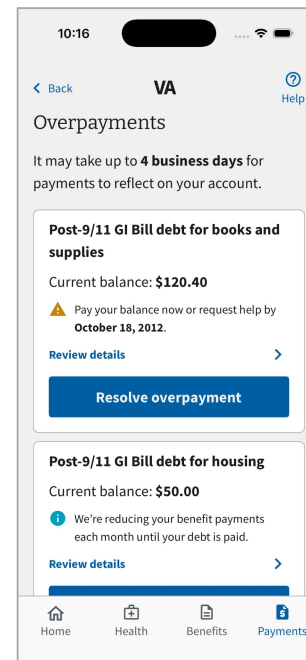 10:16
Back
VA
Help
Overpayments
It may take up to 4 business days for
payments to reflect on your account.
Post-9/11 GI Bill debt for books and
supplies
Current balance: $120.40
Pay your balance now or request help by
October 18, 2012.
Review details
Resolve overpayment
Post-9/11 GI Bill debt for housing
Current balance: $50.00
We're reducing your benefit payments
each month until your debt is paid.
Review details
Home Health Benefits Payments